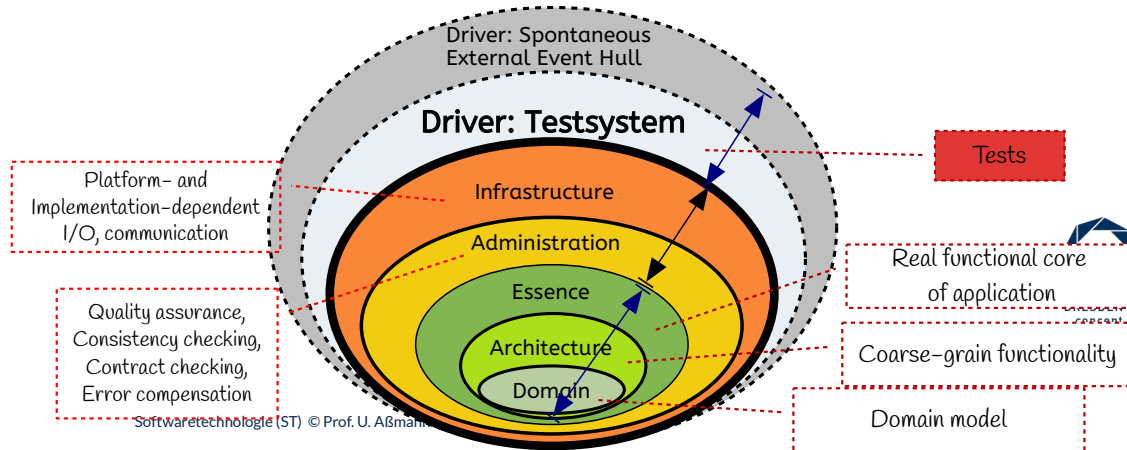 Driver: Spontaneous
External Event Hull
Driver: Testsystem
Tests
Platform- and
Implementation-dependent
I/O, communication
Infrastructure
Administration
Real functional core
of application
Essence
Quality assurance,
Consistency checking,
Contract checking,
Error compensation
Architecture
Coarse-grain functionality
Domain
Domain model
Softwaretechnologie (ST) © Prof. U. Aßmann